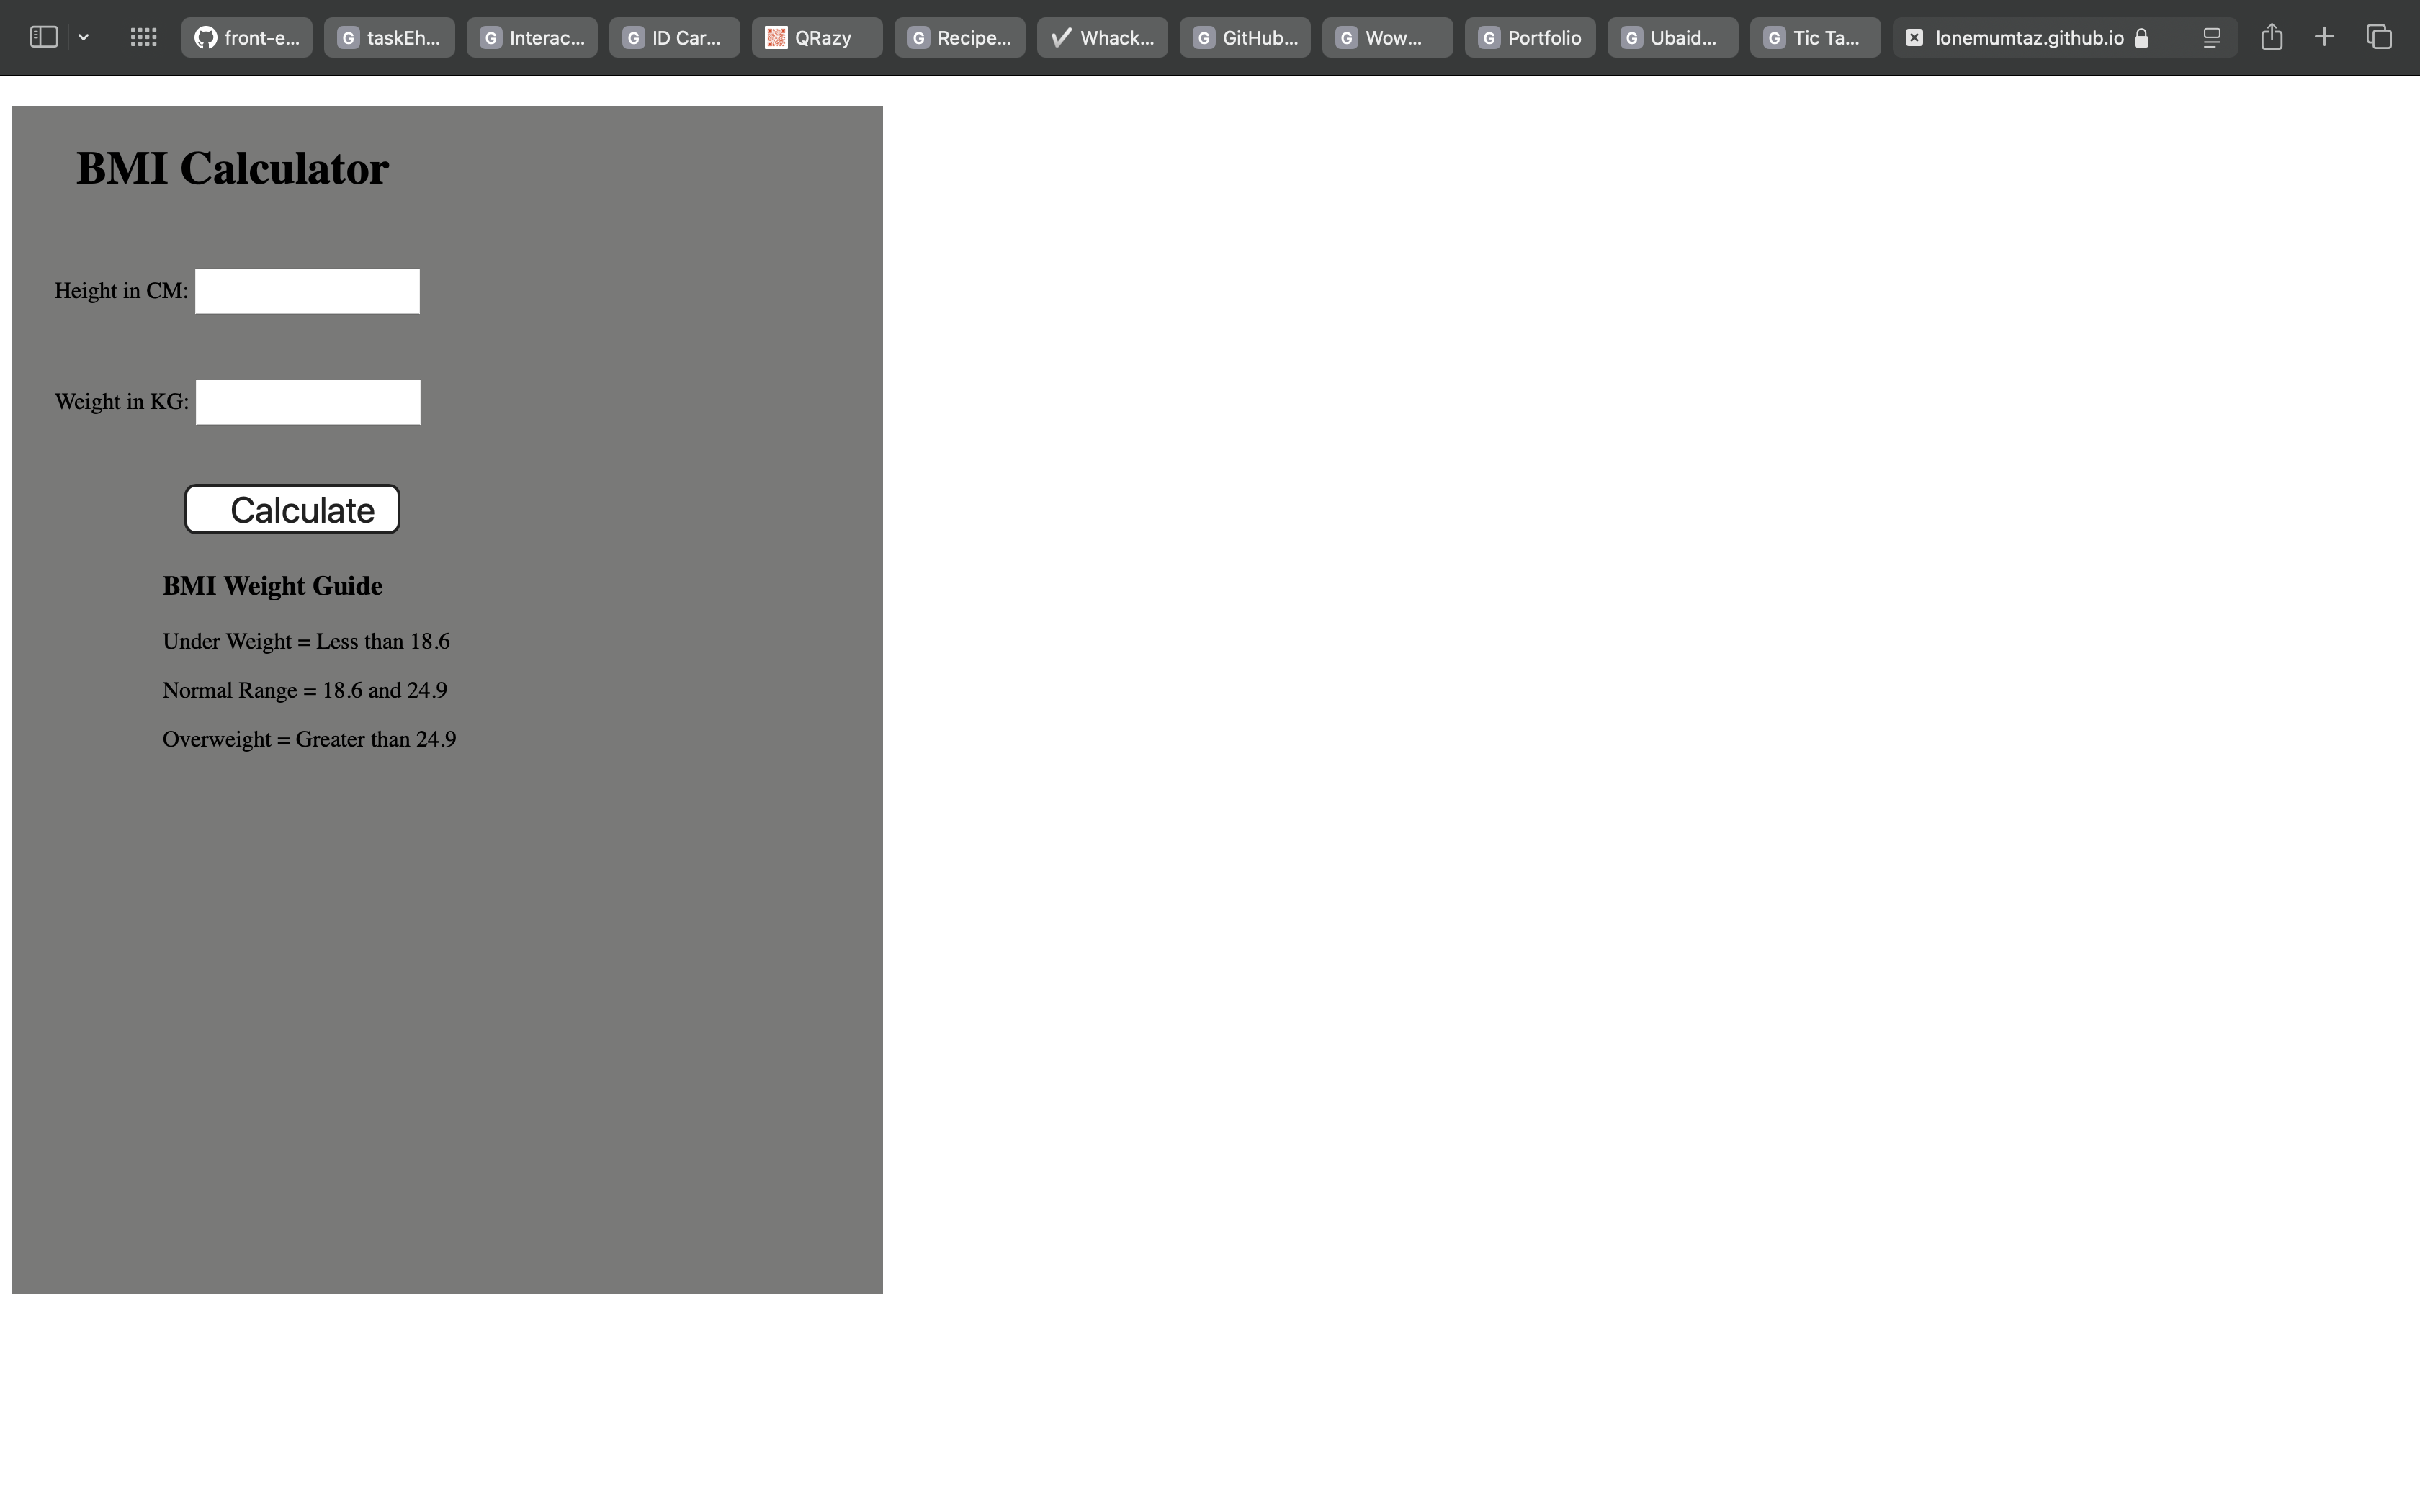 front-e... G taskEh... G Interac... G ID Car... QRazy G Recipe... Whack... G GitHub... G Wow... G Portfolio G Ubaid... G Tic Ta... lonemumtaz.github.io
BMI Calculator
Height in CM:
Weight in KG:
Calculate
BMI Weight Guide
Under Weight = Less than 18.6
Normal Range = 18.6 and 24.9
Overweight = Greater than 24.9